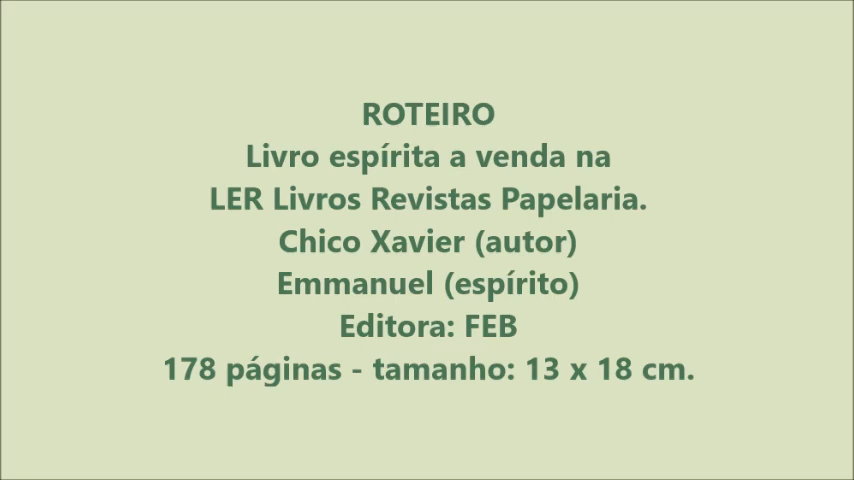 ROTEIRO
Livro espírita a venda na
LER Livros Revistas Papelaria.
Chico Xavier (autor)
Emmanuel (espírito)
Editora: FEB
178 páginas - tamanho: 13 x 18 cm.